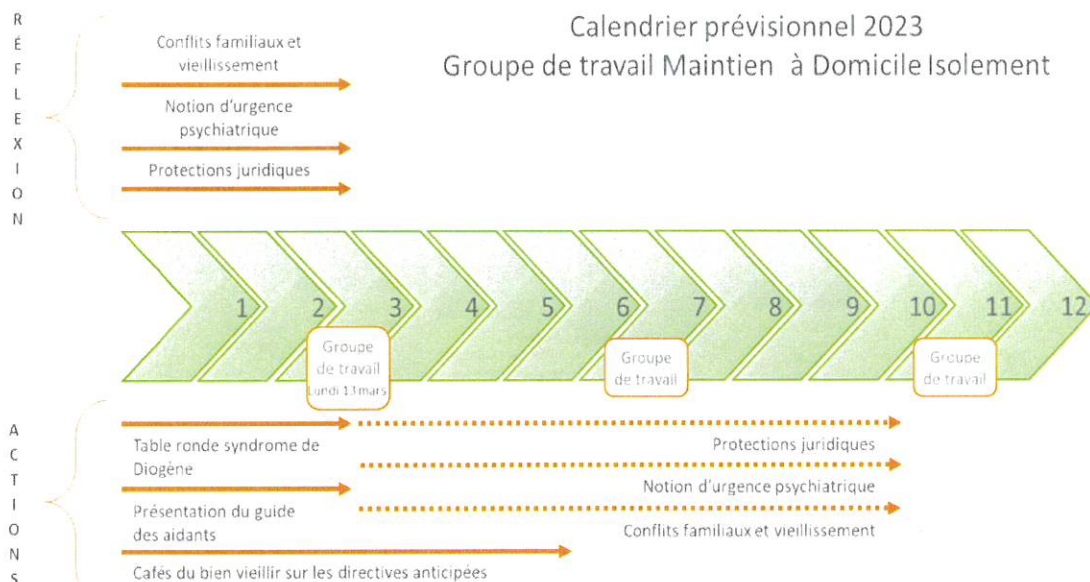 Calendrier prévisionnel 2023
Groupe de travail Maintien à Domicile Isolement
RÉFLEXION
Conflits familiaux et
vieillissement
Notion d'urgence
psychiatrique
Protections juridiques
1 2 3 4 5 6 7 8 9 10 11 12
Groupe
de travail
Lundi 13 mars
Groupe
de travail
Groupe
de travail
ACTIONS
Table ronde syndrome de
Diogène
Présentation du guide
des aidants
Cafés du bien vieillir sur les directives anticipées
Protections juridiques
Notion d'urgence psychiatrique
Conflits familiaux et vieillissement